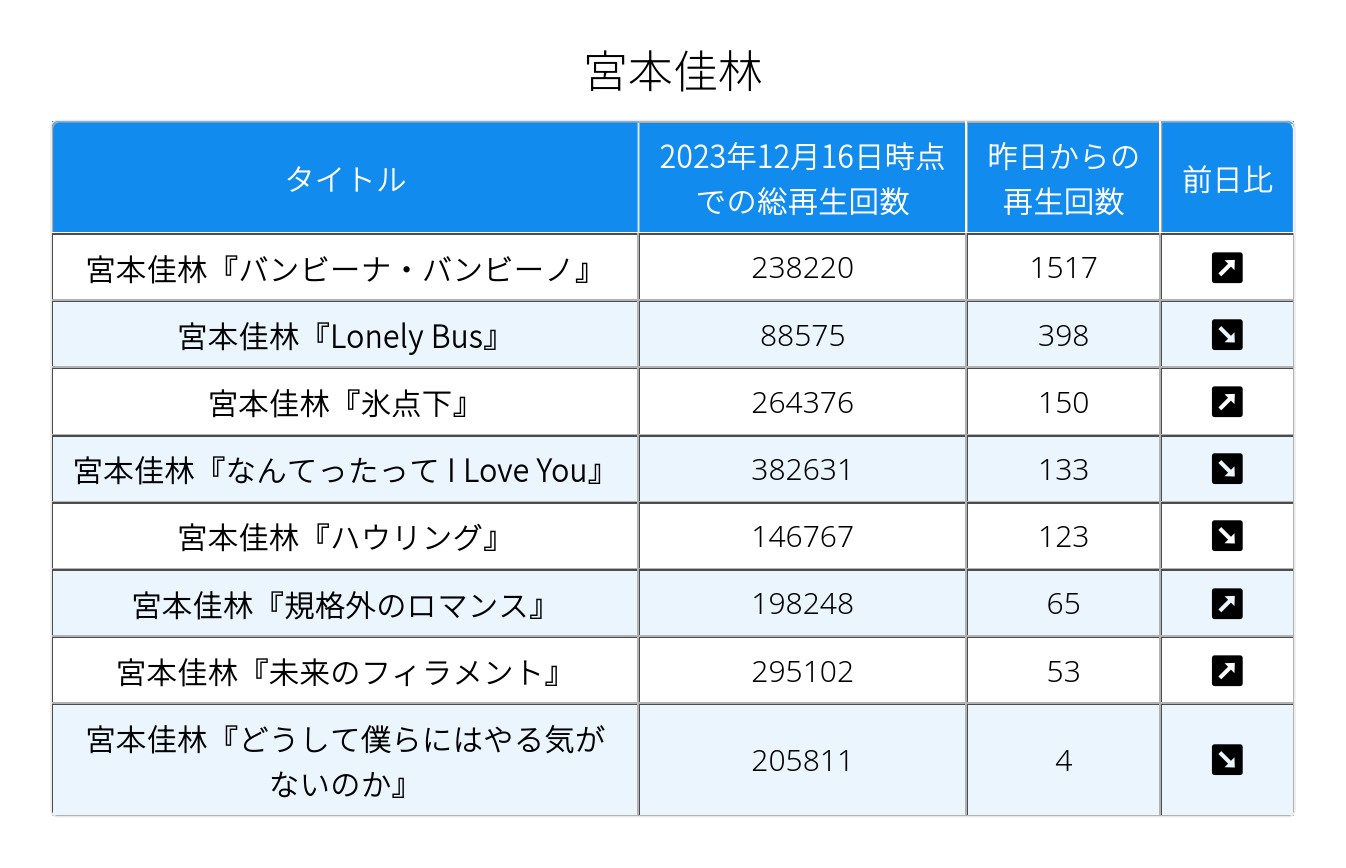 宮本佳林
タイトル
2023年12月16日時点
での総再生回数
昨日からの
再生回数
前日比
宮本佳林『バンビーナ・バンビーノ』
238220
1517
宮本佳林『Lonely Bus』
88575
398
宮本佳林『氷点下』
264376
150
宮本佳林『なんてったって I Love You』
382631
133
宮本佳林『ハウリング』
146767
123
宮本佳林『規格外のロマンス』
198248
65
宮本佳林『未来のフィラメント』
295102
53
宮本佳林『どうして僕らにはやる気が
ないのか』
205811
4